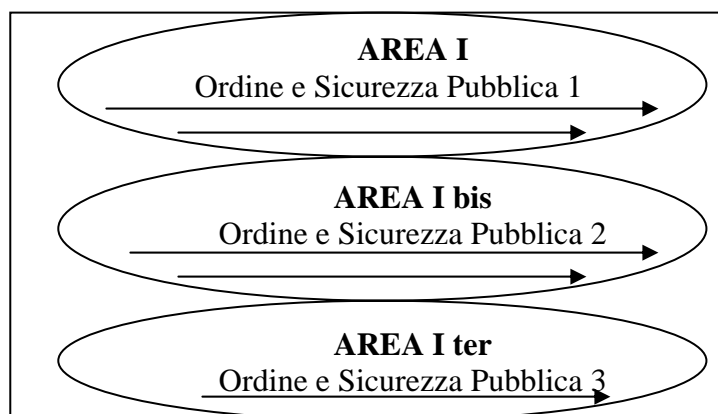 AREA I
Ordine e Sicurezza Pubblica 1
AREA I bis
Ordine e Sicurezza Pubblica 2
AREA I ter
Ordine e Sicurezza Pubblica 3